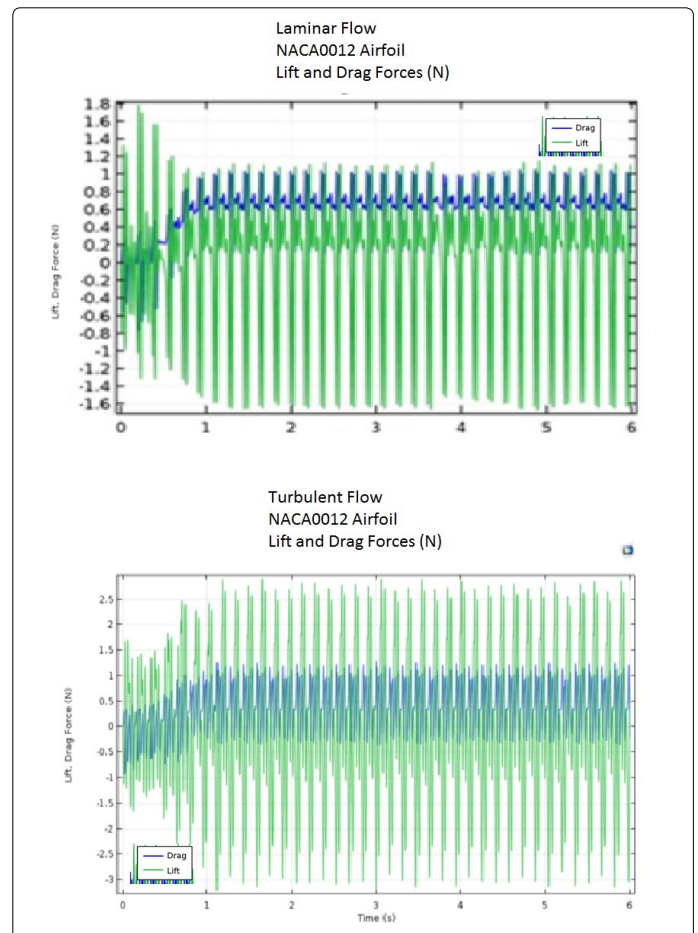 Laminar Flow
NACA0012 Airfoil
Lift and Drag Forces (N)
1.8
1.6
1.4
1.2
1
0.8
0.6
0.4
0.2
0
-0.2
-0.4
-0.6
-0.8
-1
-1.2
-1.4
-1.6
Lift, Drag Force (N)
Drag
Lift
0 1 2 3 4 5 6
Turbulent Flow
NACA0012 Airfoil
Lift and Drag Forces (N)
2.5
2
1.5
1
0.5
0
-0.5
-1
-1.5
-2
-2.5
-3
Lift, Drag Force (N)
Drag
Lift
0 1 2 3 4 5 6
Time (s)